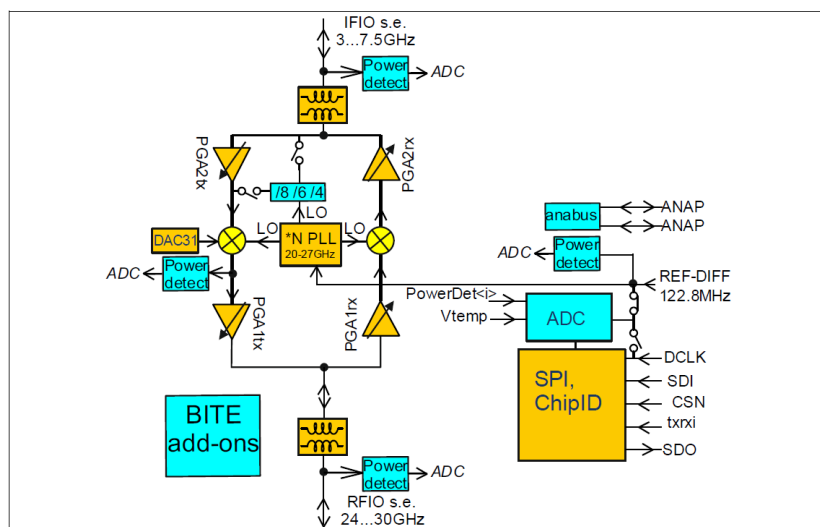 IFIO s.e.
3...7.5GHz
Power
detect
ADC
PGA2tx
PGA2rx
/8 /6 /4
LO
LO
LO
DAC31
*N PLL
20-27GHz
ADC
Power
detect
PGA1tx
PGA1rx
anabus
ANAP
ANAP
ADC
Power
detect
REF-DIFF
122.8MHz
PowerDet<i>
Vtemp
ADC
DCLK
SPI,
ChipID
SDI
CSN
txrxi
SDO
BITE
add-ons
Power
detect
ADC
RFIO s.e.
24...30GHz